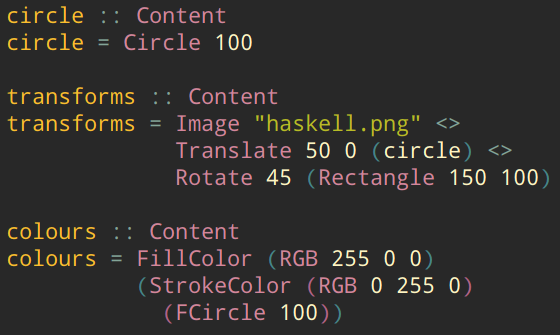 circle :: Content
circle = Circle 100
transforms :: Content
transforms = Image "haskell.png" <>
Translate 50 0 (circle) <>
Rotate 45 (Rectangle 150 100)
colours :: Content
colours = FillColor (RGB 255 0 0)
(StrokeColor (RGB 0 255 0)
(FCircle 100))